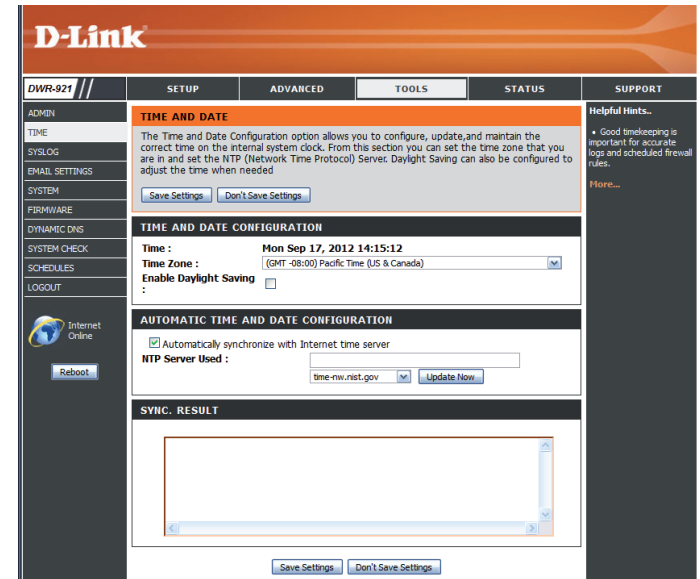 D-Link
DWR-921
SETUP
ADVANCED
TOOLS
STATUS
SUPPORT
ADMIN
TIME
SYSLOG
EMAIL SETTINGS
SYSTEM
FIRMWARE
DYNAMIC DNS
SYSTEM CHECK
SCHEDULES
LOGOUT
Internet
Online
Reboot
TIME AND DATE
The Time and Date Configuration option allows you to configure, update,and maintain the
correct time on the internal system clock. From this section you can set the time zone that you
are in and set the NTP (Network Time Protocol) Server. Daylight Saving can also be configured to
adjust the time when needed
Save Settings
Don't Save Settings
TIME AND DATE CONFIGURATION
Time :
Mon Sep 17, 2012 14:15:12
Time Zone :
(GMT -08:00) Pacific Time (US & Canada)
Enable Daylight Saving
:
AUTOMATIC TIME AND DATE CONFIGURATION
Automatically synchronize with Internet time server
NTP Server Used :
time-nw.nist.gov
Update Now
SYNC. RESULT
Save Settings
Don't Save Settings
Helpful Hints..
• Good timekeeping is
important for accurate
logs and scheduled firewall
rules.
More...